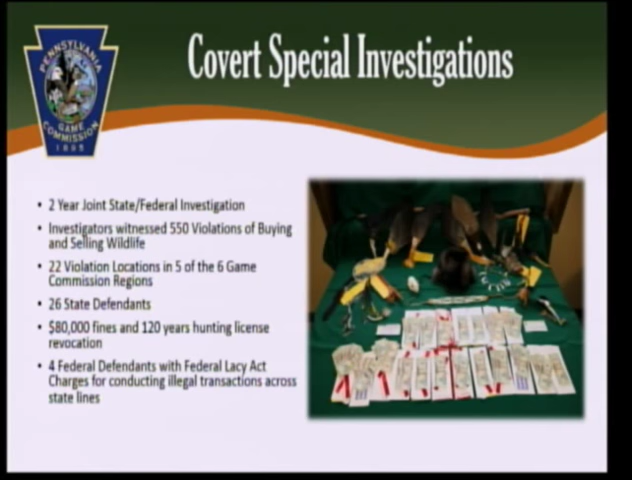 PENNSYLVANIA
GAME
COMMISSION
1895
Covert Special Investigations
• 2 Year Joint State/Federal Investigation
• Investigators witnessed 550 Violations of Buying
and Selling Wildlife
• 22 Violation Locations in 5 of the 6 Game
Commission Regions
• 26 State Defendants
• $80,000 fines and 120 years hunting license
revocation
• 4 Federal Defendants with Federal Lacy Act
Charges for conducting illegal transactions across
state lines